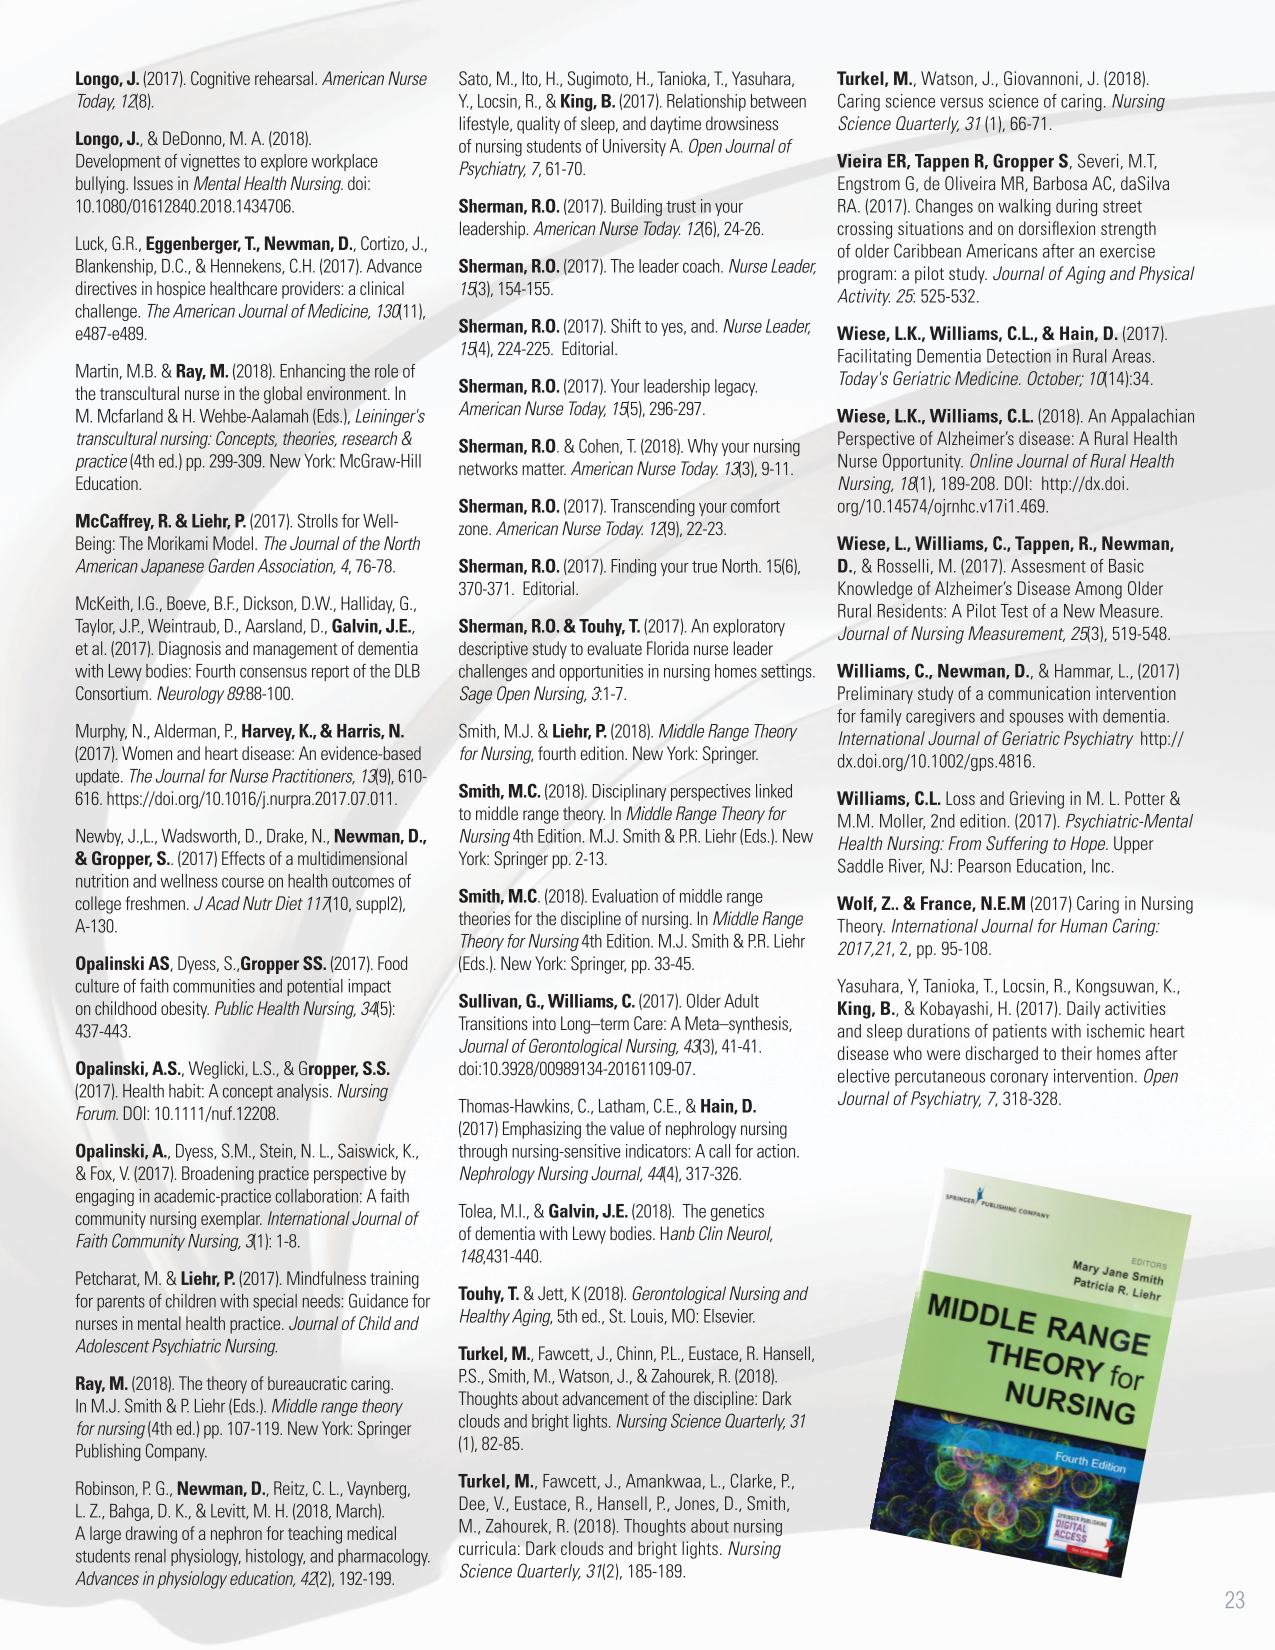 Longo, J. (2017). Cognitive rehearsal. American Nurse
Today, 12(8).
Longo, J., & DeDonno, M. A. (2018).
Development of vignettes to explore workplace
bullying. Issues in Mental Health Nursing. doi:
10.1080/01612840.2018.1434706.
Luck, G.R., Eggenberger, T., Newman, D., Cortizo, J.,
Blankenship, D.C., & Hennekens, C.H. (2017). Advance
directives in hospice healthcare providers: a clinical
challenge. The American Journal of Medicine, 130(11),
e487-e489.
Martin, M.B. & Ray, M. (2018). Enhancing the role of
the transcultural nurse in the global environment. In
M. Mcfarland & H. Wehbe-Aalamah (Eds.), Leininger's
transcultural nursing: Concepts, theories, research &
practice (4th ed.) pp. 299-309. New York: McGraw-Hill
Education.
McCaffrey, R. & Liehr, P. (2017). Strolls for Well-
Being: The Morikami Model. The Journal of the North
American Japanese Garden Association, 4, 76-78.
McKeith, I.G., Boeve, B.F., Dickson, D.W., Halliday, G.,
Taylor, J.P., Weintraub, D., Aarsland, D., Galvin, J.E.,
et al. (2017). Diagnosis and management of dementia
with Lewy bodies: Fourth consensus report of the DLB
Consortium. Neurology 89:88-100.
Murphy, N., Alderman, P., Harvey, K., & Harris, N.
(2017). Women and heart disease: An evidence-based
update. The Journal for Nurse Practitioners, 13(9), 610-
616. https://doi.org/10.1016/j.nurpra.2017.07.011.
Newby, J.,L., Wadsworth, D., Drake, N., Newman, D.,
& Gropper, S.. (2017) Effects of a multidimensional
nutrition and wellness course on health outcomes of
college freshmen. J Acad Nutr Diet 117(10, suppl2),
A-130.
Opalinski AS, Dyess, S.,Gropper SS. (2017). Food
culture of faith communities and potential impact
on childhood obesity. Public Health Nursing, 34(5):
437-443.
Opalinski, A.S., Weglicki, L.S., & Gropper, S.S.
(2017). Health habit: A concept analysis. Nursing
Forum. DOI: 10.1111/nuf.12208.
Opalinski, A., Dyess, S.M., Stein, N. L., Saiswick, K.,
& Fox, V. (2017). Broadening practice perspective by
engaging in academic-practice collaboration: A faith
community nursing exemplar. International Journal of
Faith Community Nursing, 3(1): 1-8.
Petcharat, M. & Liehr, P. (2017). Mindfulness training
for parents of children with special needs: Guidance for
nurses in mental health practice. Journal of Child and
Adolescent Psychiatric Nursing.
Ray, M. (2018). The theory of bureaucratic caring.
In M.J. Smith & P. Liehr (Eds.). Middle range theory
for nursing (4th ed.) pp. 107-119. New York: Springer
Publishing Company.
Robinson, P. G., Newman, D., Reitz, C. L., Vaynberg,
L. Z., Bahga, D. K., & Levitt, M. H. (2018, March).
A large drawing of a nephron for teaching medical
students renal physiology, histology, and pharmacology.
Advances in physiology education, 42(2), 192-199.
Sato, M., Ito, H., Sugimoto, H., Tanioka, T., Yasuhara,
Y., Locsin, R., & King, B. (2017). Relationship between
lifestyle, quality of sleep, and daytime drowsiness
of nursing students of University A. Open Journal of
Psychiatry, 7, 61-70.
Sherman, R.O. (2017). Building trust in your
leadership. American Nurse Today. 12(6), 24-26.
Sherman, R.O. (2017). The leader coach. Nurse Leader,
15(3), 154-155.
Sherman, R.O. (2017). Shift to yes, and. Nurse Leader,
15(4), 224-225. Editorial.
Sherman, R.O. (2017). Your leadership legacy.
American Nurse Today, 15(5), 296-297.
Sherman, R.O. & Cohen, T. (2018). Why your nursing
networks matter. American Nurse Today. 13(3), 9-11.
Sherman, R.O. (2017). Transcending your comfort
zone. American Nurse Today. 12(9), 22-23.
Sherman, R.O. (2017). Finding your true North. 15(6),
370-371. Editorial.
Sherman, R.O. & Touhy, T. (2017). An exploratory
descriptive study to evaluate Florida nurse leader
challenges and opportunities in nursing homes settings.
Sage Open Nursing, 3:1-7.
Smith, M.J. & Liehr, P. (2018). Middle Range Theory
for Nursing, fourth edition. New York: Springer.
Smith, M.C. (2018). Disciplinary perspectives linked
to middle range theory. In Middle Range Theory for
Nursing 4th Edition. M.J. Smith & P.R. Liehr (Eds.). New
York: Springer pp. 2-13.
Smith, M.C. (2018). Evaluation of middle range
theories for the discipline of nursing. In Middle Range
Theory for Nursing 4th Edition. M.J. Smith & P.R. Liehr
(Eds.). New York: Springer, pp. 33-45.
Sullivan, G., Williams, C. (2017). Older Adult
Transitions into Long–term Care: A Meta–synthesis,
Journal of Gerontological Nursing, 43(3), 41-41.
doi:10.3928/00989134-20161109-07.
Thomas-Hawkins, C., Latham, C.E., & Hain, D.
(2017) Emphasizing the value of nephrology nursing
through nursing-sensitive indicators: A call for action.
Nephrology Nursing Journal, 44(4), 317-326.
Tolea, M.I., & Galvin, J.E. (2018). The genetics
of dementia with Lewy bodies. Hanb Clin Neurol,
148,431-440.
Touhy, T. & Jett, K (2018). Gerontological Nursing and
Healthy Aging, 5th ed., St. Louis, MO: Elsevier.
Turkel, M., Fawcett, J., Chinn, P.L., Eustace, R. Hansell,
P.S., Smith, M., Watson, J., & Zahourek, R. (2018).
Thoughts about advancement of the discipline: Dark
clouds and bright lights. Nursing Science Quarterly, 31
(1), 82-85.
Turkel, M., Fawcett, J., Amankwaa, L., Clarke, P.,
Dee, V., Eustace, R., Hansell, P., Jones, D., Smith,
M., Zahourek, R. (2018). Thoughts about nursing
curricula: Dark clouds and bright lights. Nursing
Science Quarterly, 31(2), 185-189.
Turkel, M., Watson, J., Giovannoni, J. (2018).
Caring science versus science of caring. Nursing
Science Quarterly, 31 (1), 66-71.
Vieira ER, Tappen R, Gropper S, Severi, M.T,
Engstrom G, de Oliveira MR, Barbosa AC, daSilva
RA. (2017). Changes on walking during street
crossing situations and on dorsiflexion strength
of older Caribbean Americans after an exercise
program: a pilot study. Journal of Aging and Physical
Activity. 25: 525-532.
Wiese, L.K., Williams, C.L., & Hain, D. (2017).
Facilitating Dementia Detection in Rural Areas.
Today's Geriatric Medicine. October; 10(14):34.
Wiese, L.K., Williams, C.L. (2018). An Appalachian
Perspective of Alzheimer's disease: A Rural Health
Nurse Opportunity. Online Journal of Rural Health
Nursing, 18(1), 189-208. DOI: http://dx.doi.
org/10.14574/ojrnhc.v17i1.469.
Wiese, L., Williams, C., Tappen, R., Newman,
D., & Rosselli, M. (2017). Assesment of Basic
Knowledge of Alzheimer's Disease Among Older
Rural Residents: A Pilot Test of a New Measure.
Journal of Nursing Measurement, 25(3), 519-548.
Williams, C., Newman, D., & Hammar, L., (2017)
Preliminary study of a communication intervention
for family caregivers and spouses with dementia.
International Journal of Geriatric Psychiatry http://
dx.doi.org/10.1002/gps.4816.
Williams, C.L. Loss and Grieving in M. L. Potter &
M.M. Moller, 2nd edition. (2017). Psychiatric-Mental
Health Nursing: From Suffering to Hope. Upper
Saddle River, NJ: Pearson Education, Inc.
Wolf, Z.. & France, N.E.M (2017) Caring in Nursing
Theory. International Journal for Human Caring:
2017,21, 2, pp. 95-108.
Yasuhara, Y, Tanioka, T., Locsin, R., Kongsuwan, K.,
King, B., & Kobayashi, H. (2017). Daily activities
and sleep durations of patients with ischemic heart
disease who were discharged to their homes after
elective percutaneous coronary intervention. Open
Journal of Psychiatry, 7, 318-328.
SPRINGER PUBLISHING COMPANY
EDITORS
Mary Jane Smith
Patricia R. Liehr
MIDDLE RANGE
THEORY for
NURSING
Fourth Edition
SPRINGER PUBLISHING
DIGITAL
ACCESS
23